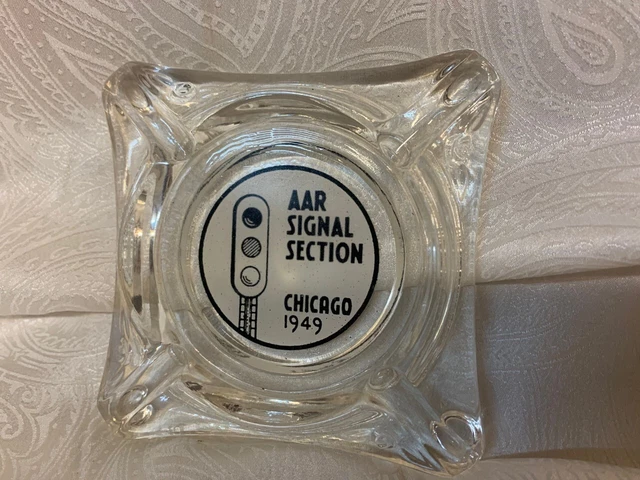 AAR
SIGNAL
SECTION
CHICAGO
1949